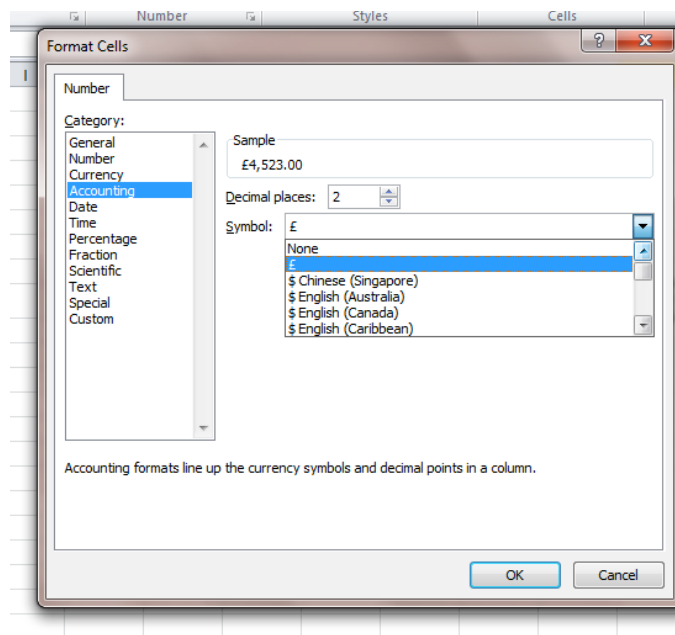 Number Styles Cells
Format Cells
I
Number
Category:
General
Number
Currency
Accounting
Date
Time
Percentage
Fraction
Scientific
Text
Special
Custom
Sample
£4,523.00
Decimal places: 2
Symbol: £
None
£
$ Chinese (Singapore)
$ English (Australia)
$ English (Canada)
$ English (Caribbean)
Accounting formats line up the currency symbols and decimal points in a column.
OK Cancel